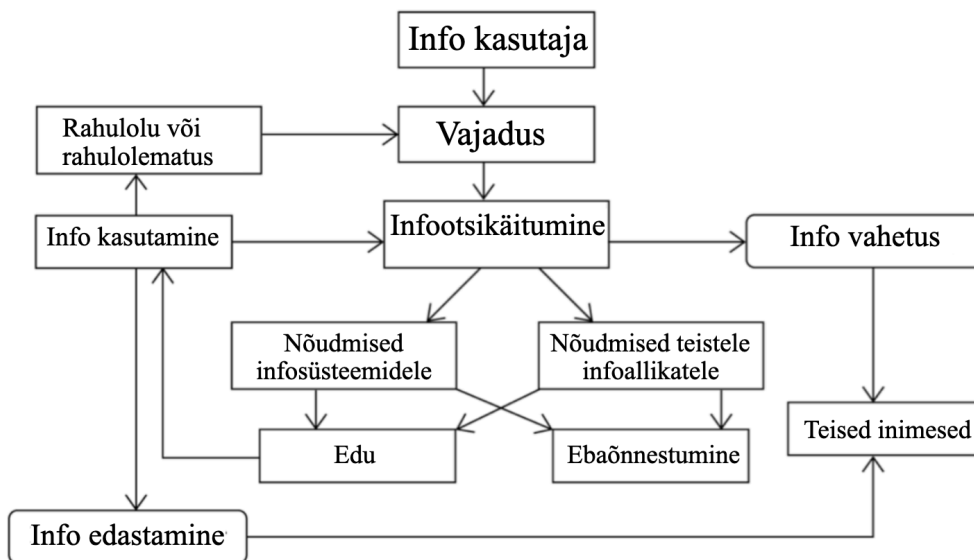 Info kasutaja
Rahulolu või
rahulolematus
Vajadus
Info kasutamine
Infootsikäitumine
Info vahetus
Nõudmised
infosüsteemidele
Nõudmised teistele
infoallikatele
Edu
Ebaõnnestumine
Teised inimesed
Info edastamine